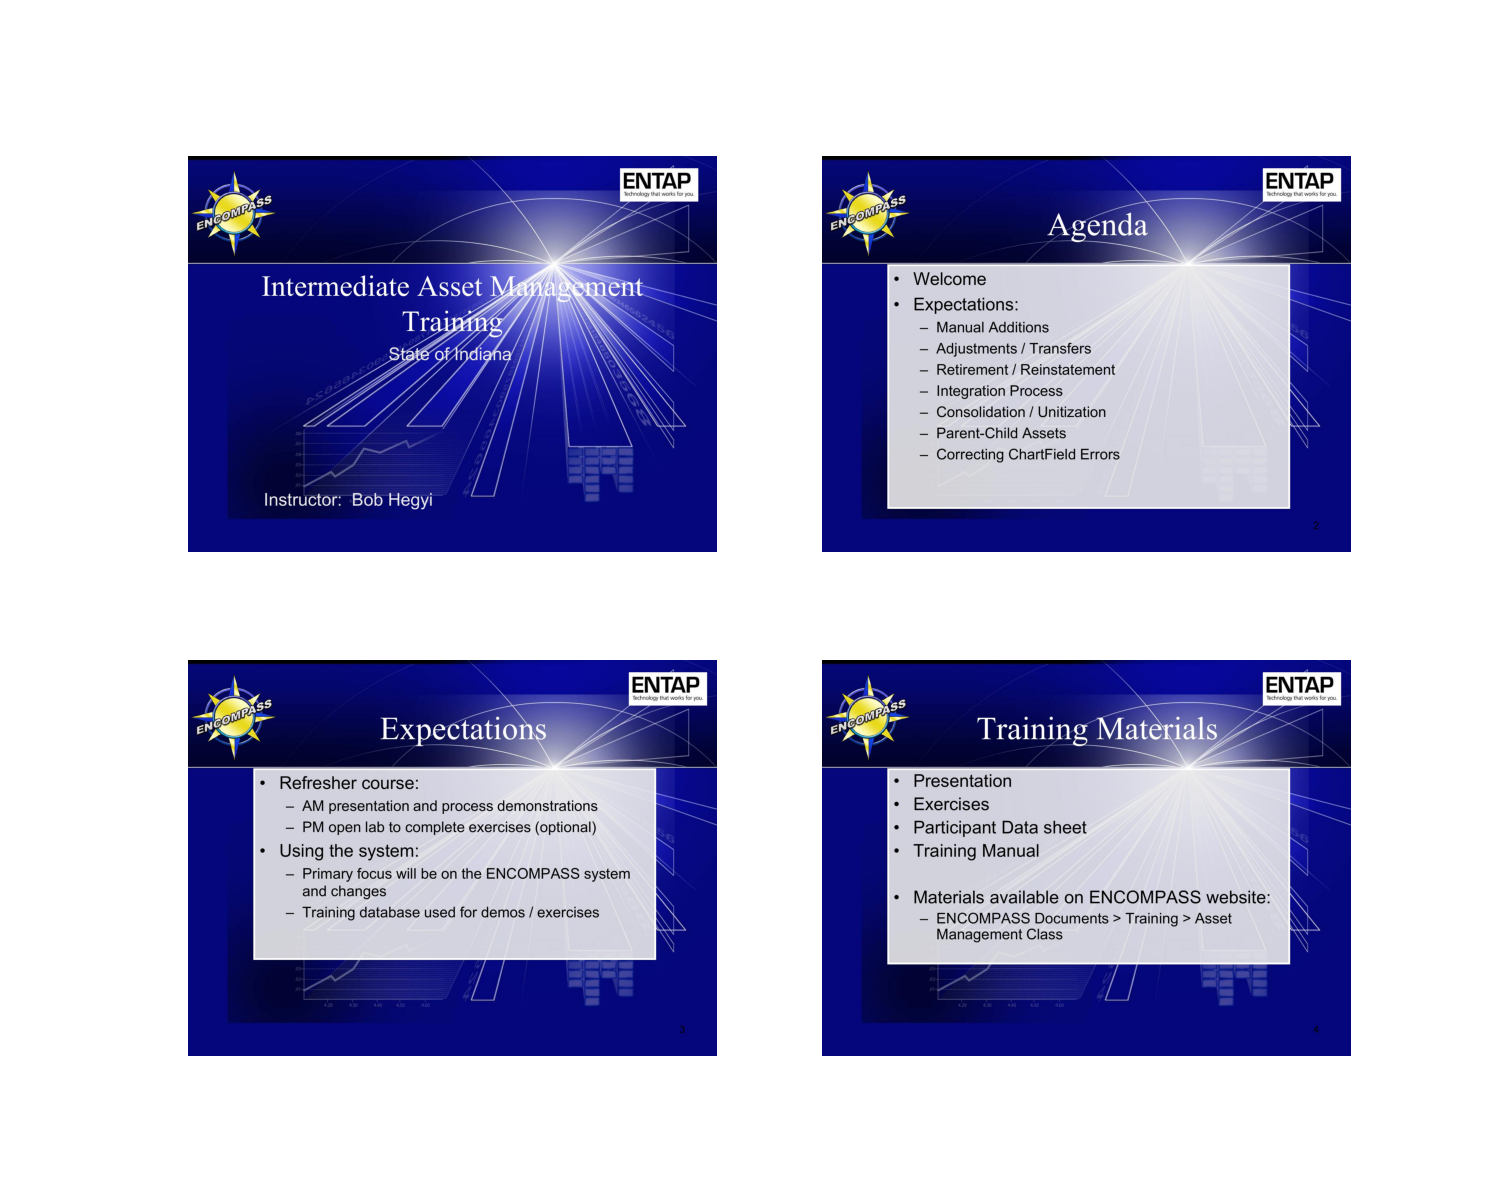 ENCOMPASS
ENTAP
Technology that works for you.
Intermediate Asset Management
Training
State of Indiana
Instructor: Bob Hegyi
ENCOMPASS
ENTAP
Technology that works for you.
Agenda
• Welcome
• Expectations:
– Manual Additions
– Adjustments / Transfers
– Retirement / Reinstatement
– Integration Process
– Consolidation / Unitization
– Parent-Child Assets
– Correcting ChartField Errors
2
ENCOMPASS
ENTAP
Technology that works for you.
Expectations
• Refresher course:
– AM presentation and process demonstrations
– PM open lab to complete exercises (optional)
• Using the system:
– Primary focus will be on the ENCOMPASS system
and changes
– Training database used for demos / exercises
3
ENCOMPASS
ENTAP
Technology that works for you.
Training Materials
• Presentation
• Exercises
• Participant Data sheet
• Training Manual
• Materials available on ENCOMPASS website:
– ENCOMPASS Documents > Training > Asset
Management Class
4